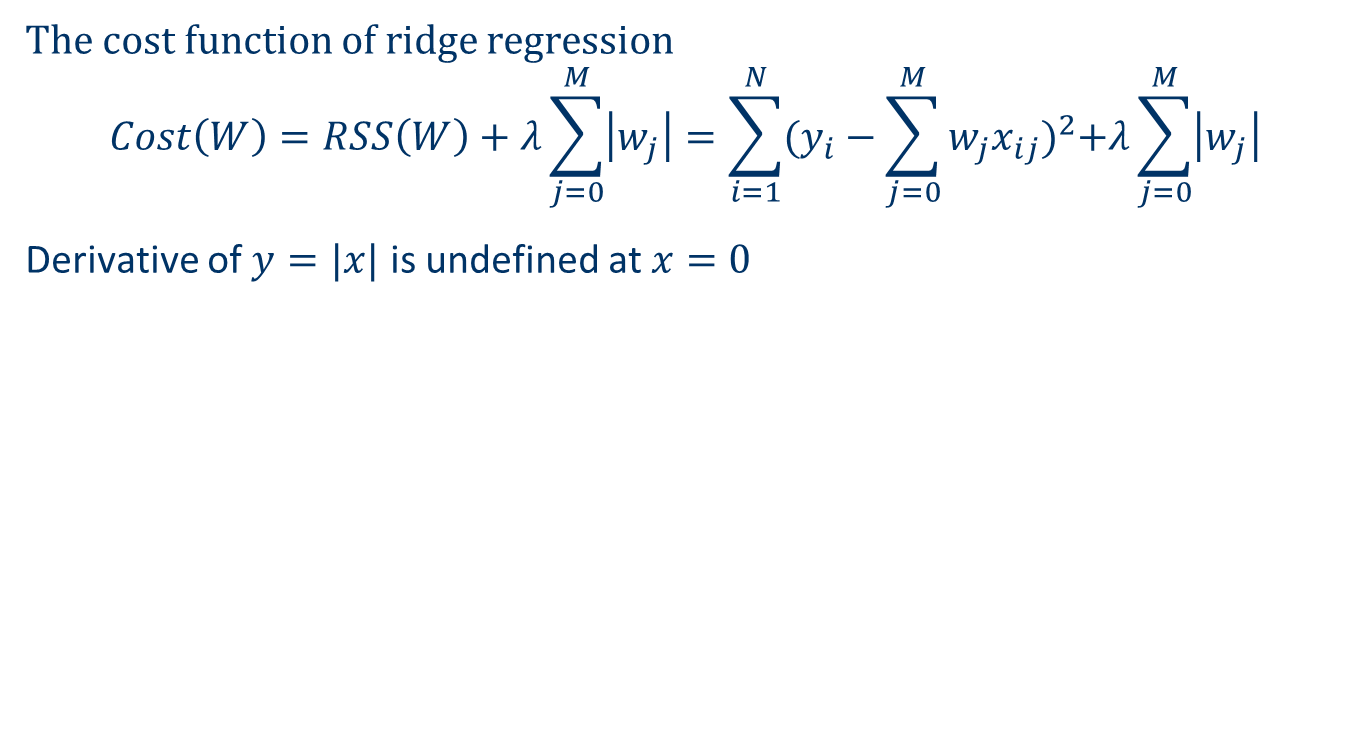 The cost function of ridge regression
Cost(W) = RSS(W) + λ ∑_{j=0}^{M} |w_j| = ∑_{i=1}^{N} (y_i − ∑_{j=0}^{M} w_j x_{ij})^2 + λ ∑_{j=0}^{M} |w_j|
Derivative of y = |x| is undefined at x = 0